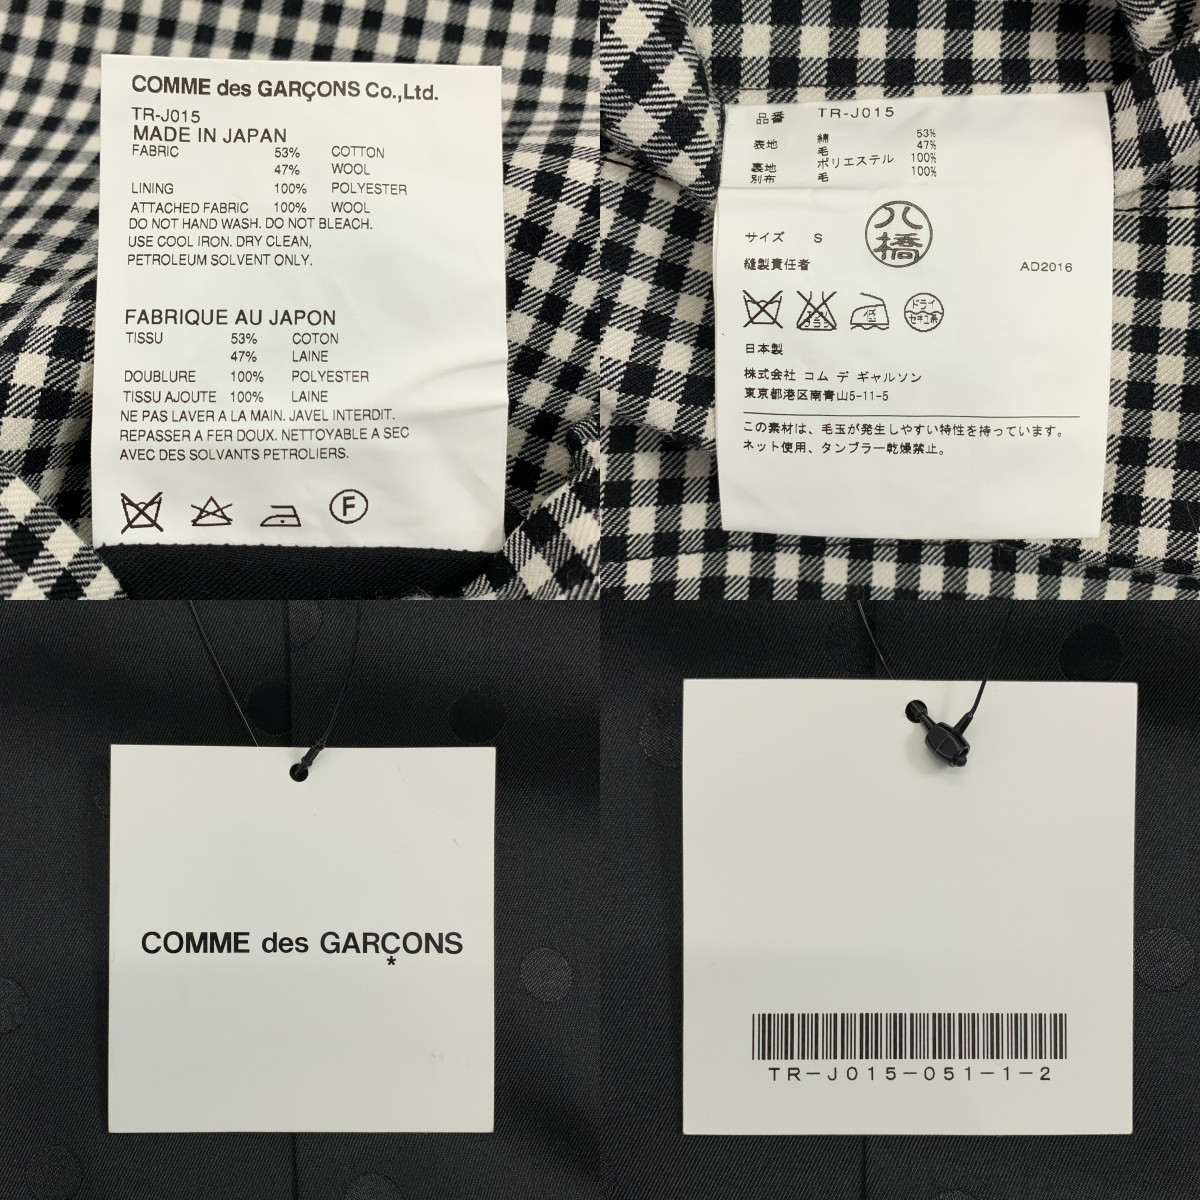 COMME des GARÇONS Co.,Ltd.
TR-J015
MADE IN JAPAN
FABRIC 53% COTTON
47% WOOL
LINING 100% POLYESTER
ATTACHED FABRIC 100% WOOL
DO NOT HAND WASH. DO NOT BLEACH.
USE COOL IRON. DRY CLEAN,
PETROLEUM SOLVENT ONLY.
FABRIQUE AU JAPON
TISSU 53% COTON
47% LAINE
DOUBLURE 100% POLYESTER
TISSU AJOUTE 100% LAINE
NE PAS LAVER A LA MAIN. JAVEL INTERDIT.
REPASSER A FER DOUX. NETTOYABLE A SEC
AVEC DES SOLVANTS PETROLIERS.
F
品番 TR-J015
表地 綿 53%
毛 47%
裏地 ポリエステル 100%
別布 毛 100%
サイズ S
八橋
縫製責任者
AD2016
低
ドライ
セキユ系
日本製
株式会社 コム デ ギャルソン
東京都港区南青山5-11-5
この素材は、毛玉が発生しやすい特性を持っています。
ネット使用、タンブラー乾燥禁止。
COMME des GARÇONS
*
TR-J015-051-1-2